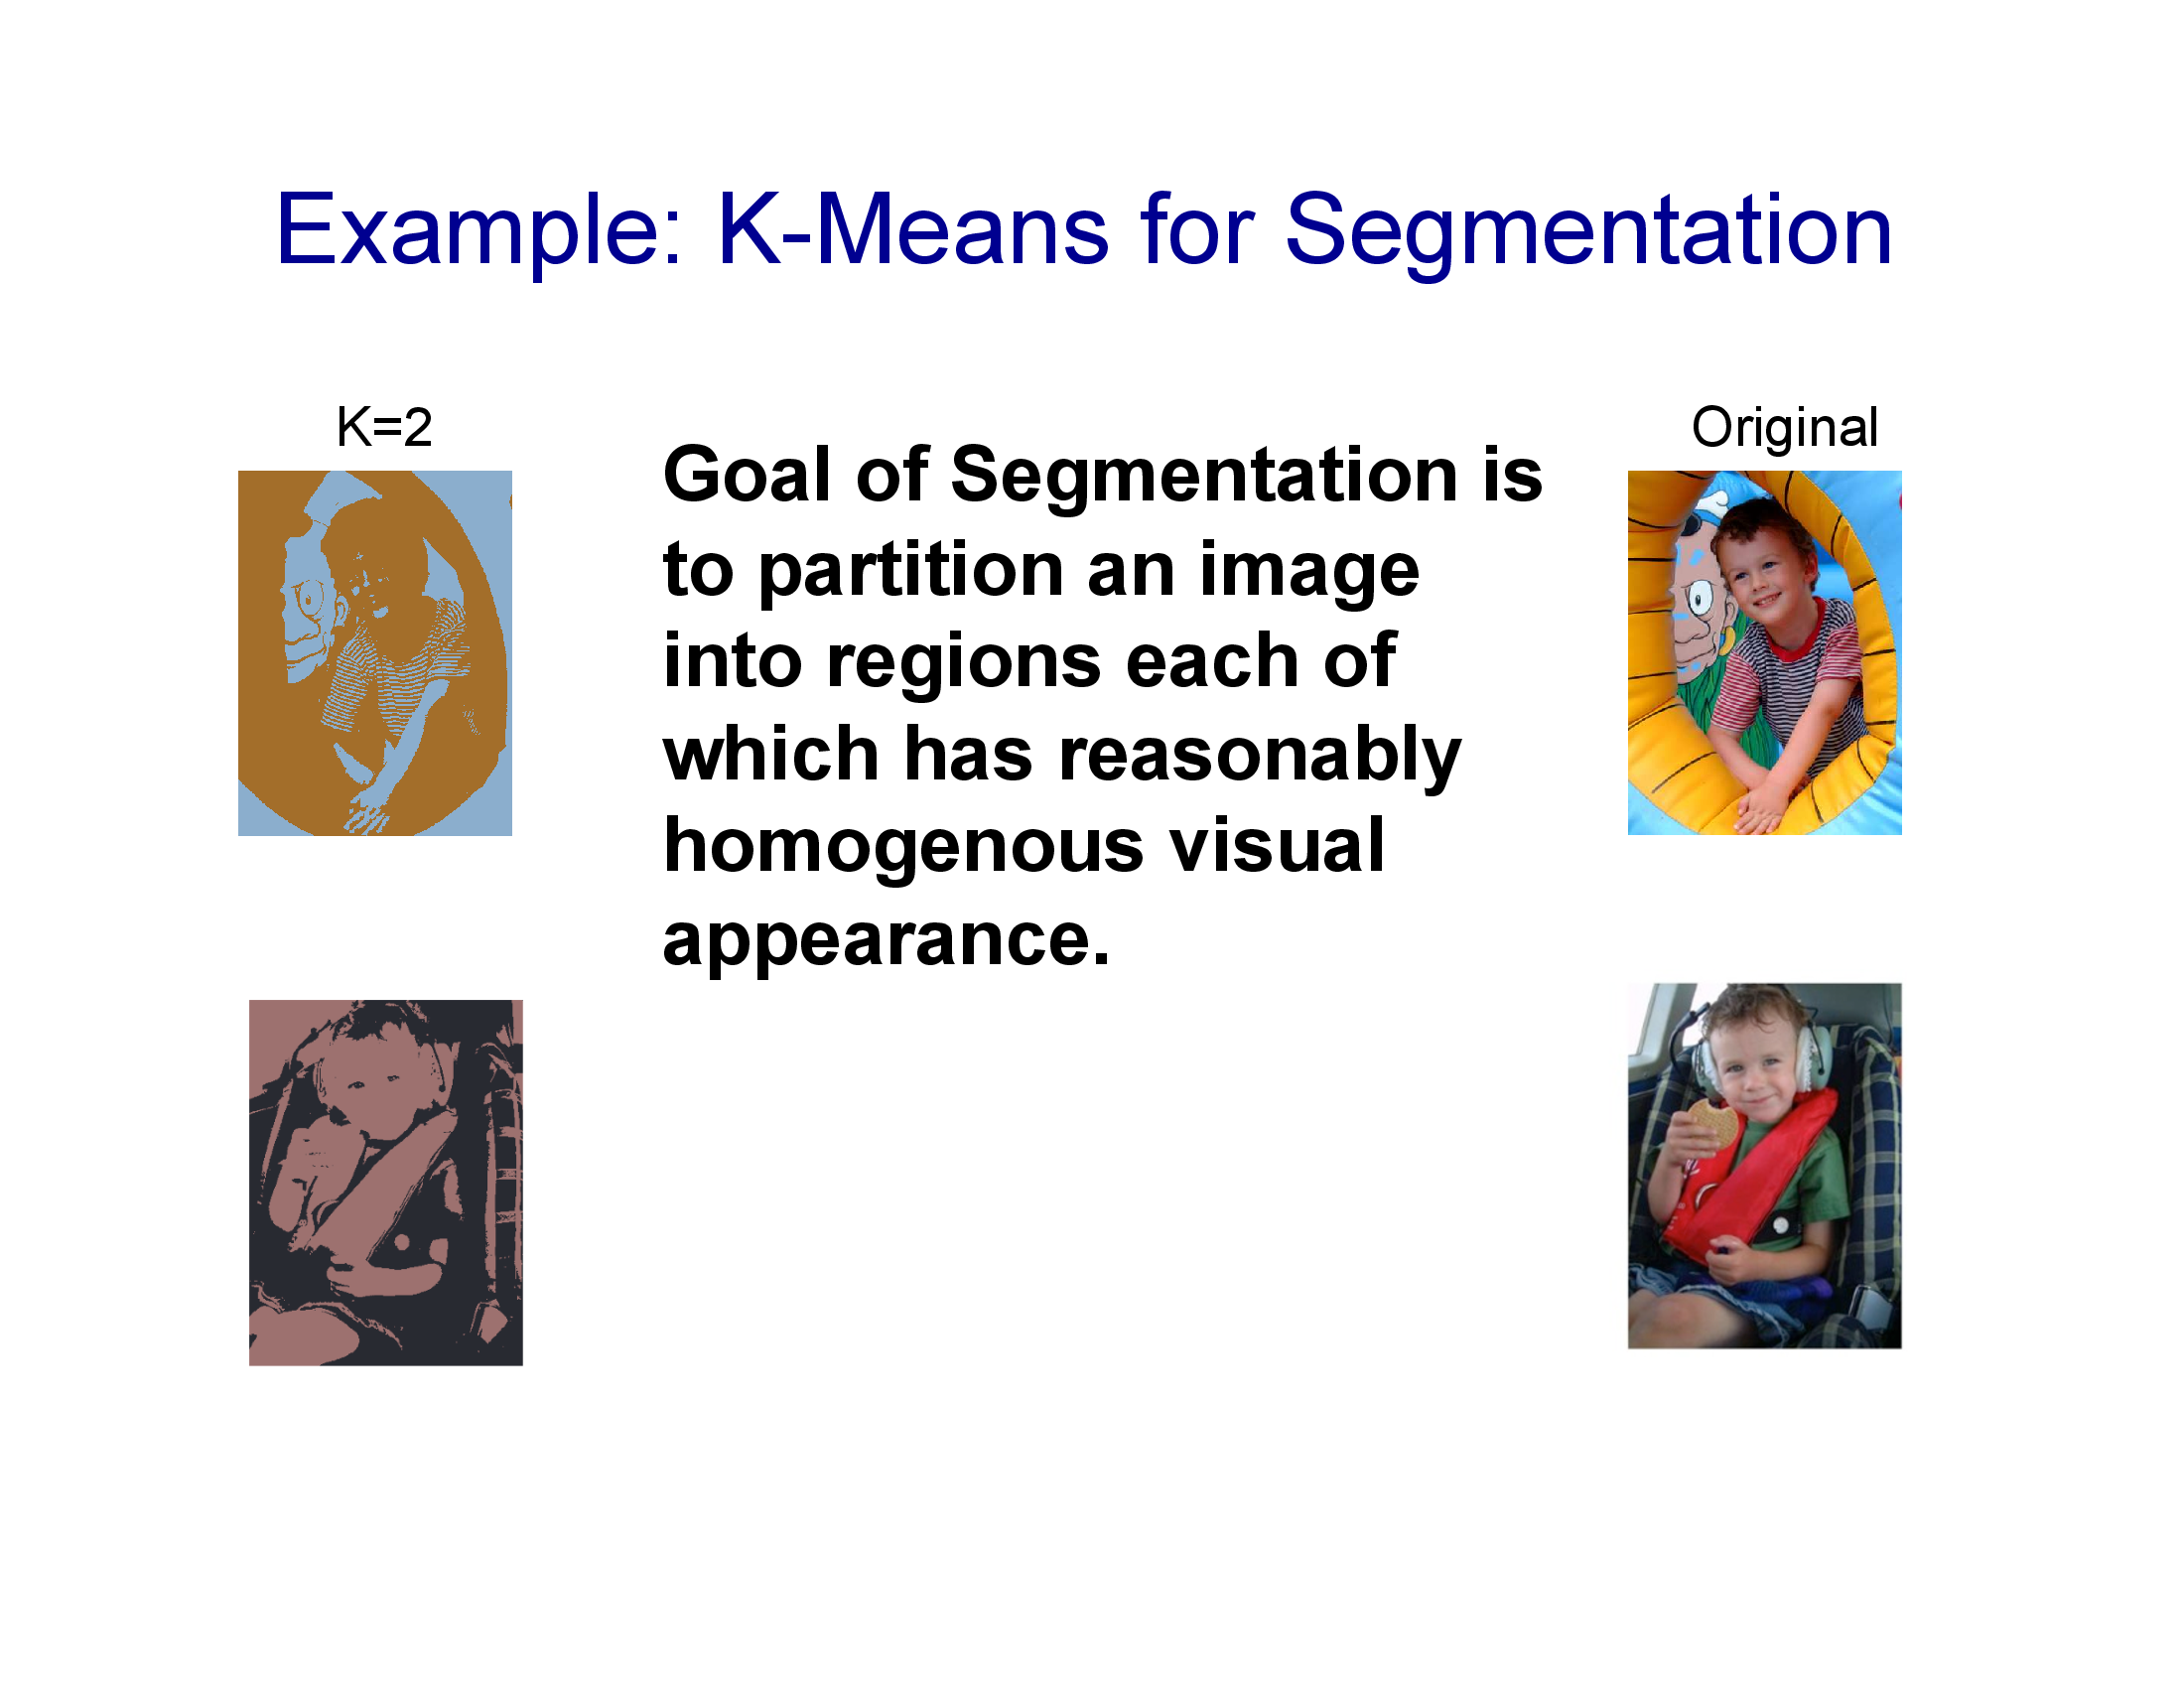 Example: K-Means for Segmentation
K=2
Original
Goal of Segmentation is
to partition an image
into regions each of
which has reasonably
homogenous visual
appearance.